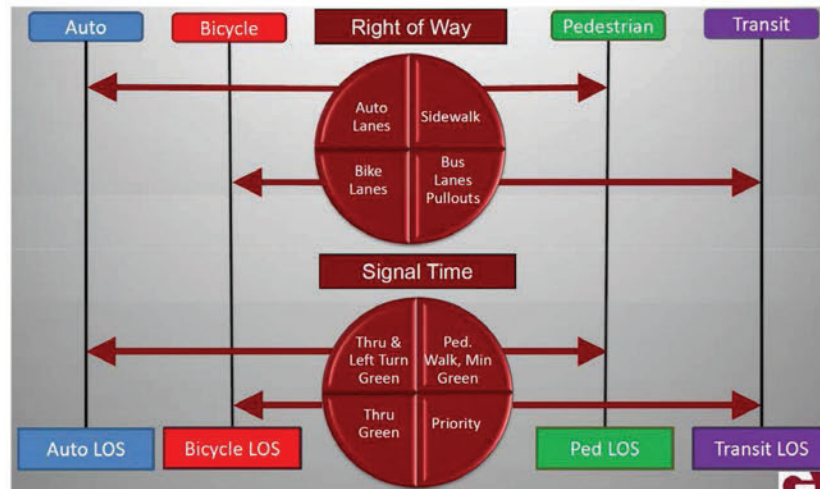 Auto
Bicycle
Right of Way
Pedestrian
Transit
Auto
Lanes
Sidewalk
Bike
Lanes
Bus
Lanes
Pullouts
Signal Time
Thru &
Left Turn
Green
Ped.
Walk, Min
Green
Thru
Green
Priority
Auto LOS
Bicycle LOS
Ped LOS
Transit LOS